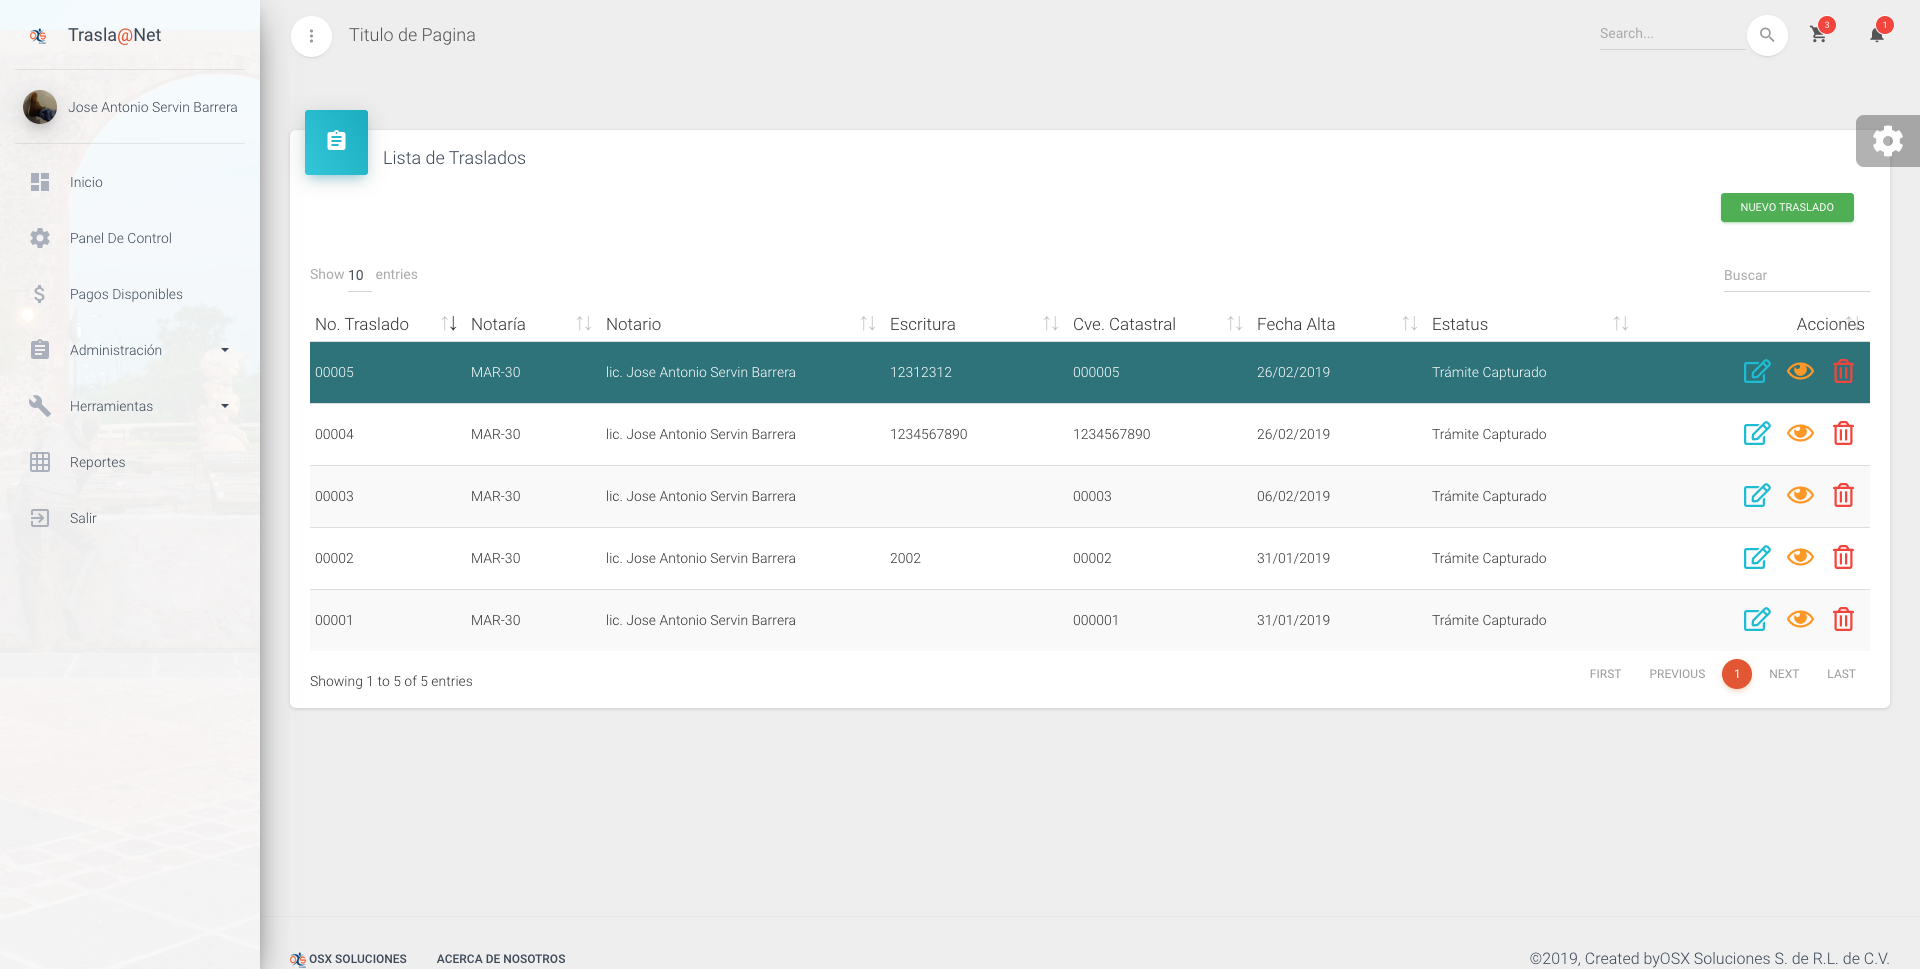 Trasla@Net
Titulo de Pagina
Search...
3
1
Jose Antonio Servin Barrera
Inicio
Panel De Control
Pagos Disponibles
Administración
Herramientas
Reportes
Salir
Lista de Traslados
NUEVO TRASLADO
Show 10 entries
Buscar
No. Traslado Notaría Notario Escritura Cve. Catastral Fecha Alta Estatus Acciones
00005 MAR-30 lic. Jose Antonio Servin Barrera 12312312 000005 26/02/2019 Trámite Capturado
00004 MAR-30 lic. Jose Antonio Servin Barrera 1234567890 1234567890 26/02/2019 Trámite Capturado
00003 MAR-30 lic. Jose Antonio Servin Barrera 00003 06/02/2019 Trámite Capturado
00002 MAR-30 lic. Jose Antonio Servin Barrera 2002 00002 31/01/2019 Trámite Capturado
00001 MAR-30 lic. Jose Antonio Servin Barrera 000001 31/01/2019 Trámite Capturado
Showing 1 to 5 of 5 entries
FIRST PREVIOUS 1 NEXT LAST
OSX SOLUCIONES ACERCA DE NOSOTROS
©2019, Created byOSX Soluciones S. de R.L. de C.V.